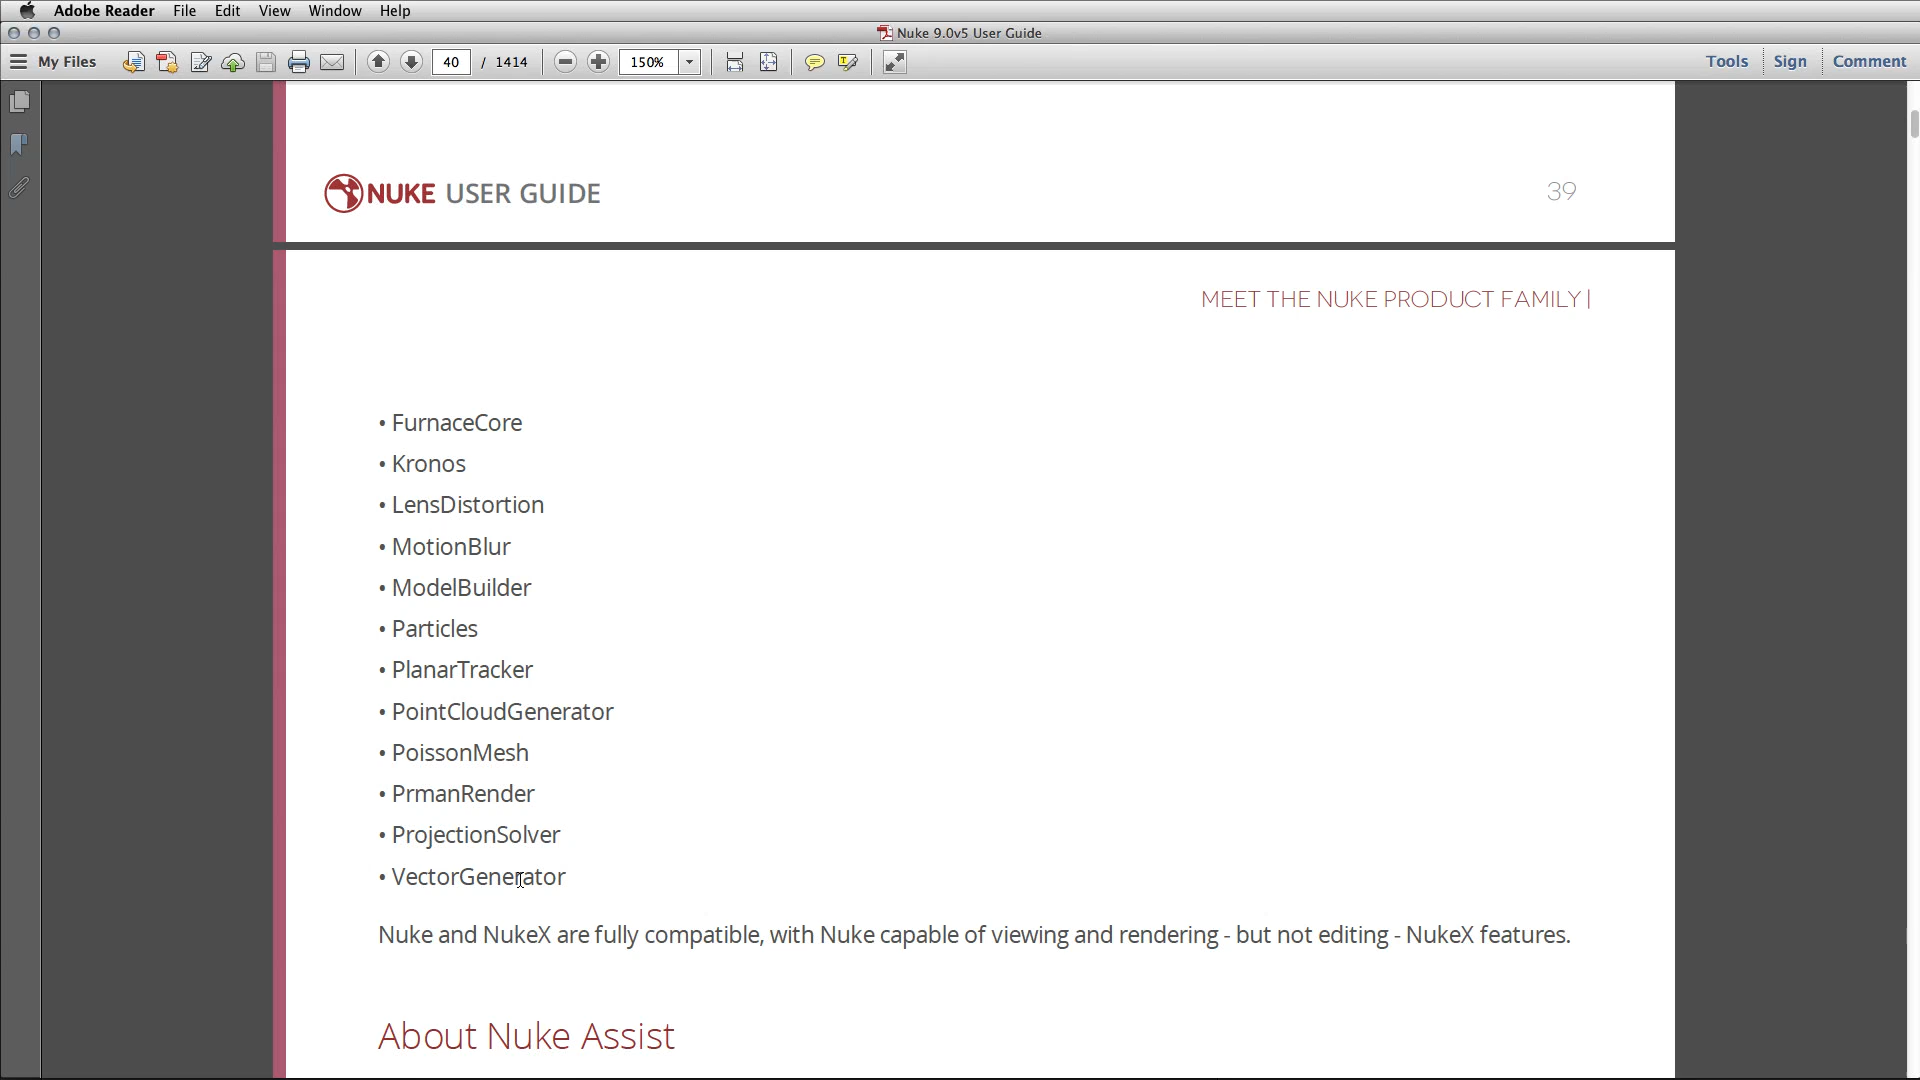 Adobe Reader File Edit View Window Help
Nuke 9.0v5 User Guide
My Files 40 / 1414 150% Tools Sign Comment
NUKE USER GUIDE 39
MEET THE NUKE PRODUCT FAMILY |
• FurnaceCore
• Kronos
• LensDistortion
• MotionBlur
• ModelBuilder
• Particles
• PlanarTracker
• PointCloudGenerator
• PoissonMesh
• PrmanRender
• ProjectionSolver
• VectorGenerator
Nuke and NukeX are fully compatible, with Nuke capable of viewing and rendering - but not editing - NukeX features.
About Nuke Assist